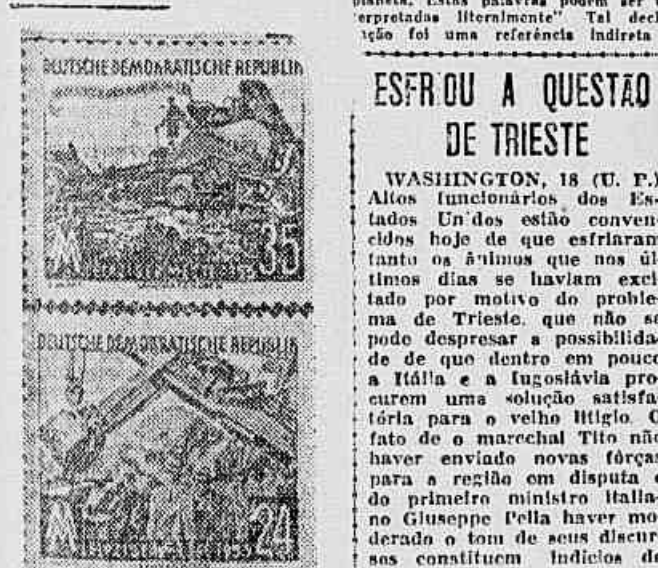 DEUTSCHE DEMOKRATISCHE REPUBLIK
M 35
DEUTSCHE DEMOKRATISCHE REPUBLIK
M 24
planeta. Estas palavras podem ser
erpretadas literalmente" Tal decl
ição foi uma referência indireta
ESFRIOU A QUESTÃO
DE TRIESTE
WASHINGTON, 18 (U. P.)
Altos funcionários dos Es-
tados Unidos estão conven-
cidos hoje de que esfriaram
tanto os ânimos que nos úl-
timos dias se haviam exci-
tado por motivo do proble-
ma de Trieste, que não se
pode despresar a possibilida-
de de que dentro em pouco
a Itália e a Iugoslávia pro-
curem uma solução satisfa-
tória para o velho litígio. O
fato de o marechal Tito não
haver enviado novas fôrças
para a região em disputa e
do primeiro ministro italia-
no Giuseppe Pella haver mo-
derado o tom de seus discur-
sos constituem indícios de